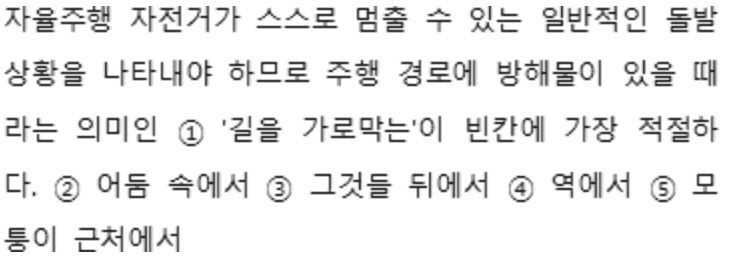 자율주행 자전거가 스스로 멈출 수 있는 일반적인 돌발
상황을 나타내야 하므로 주행 경로에 방해물이 있을 때
라는 의미인 ① '길을 가로막는'이 빈칸에 가장 적절하
다. ② 어둠 속에서 ③ 그것들 뒤에서 ④ 역에서 ⑤ 모
퉁이 근처에서